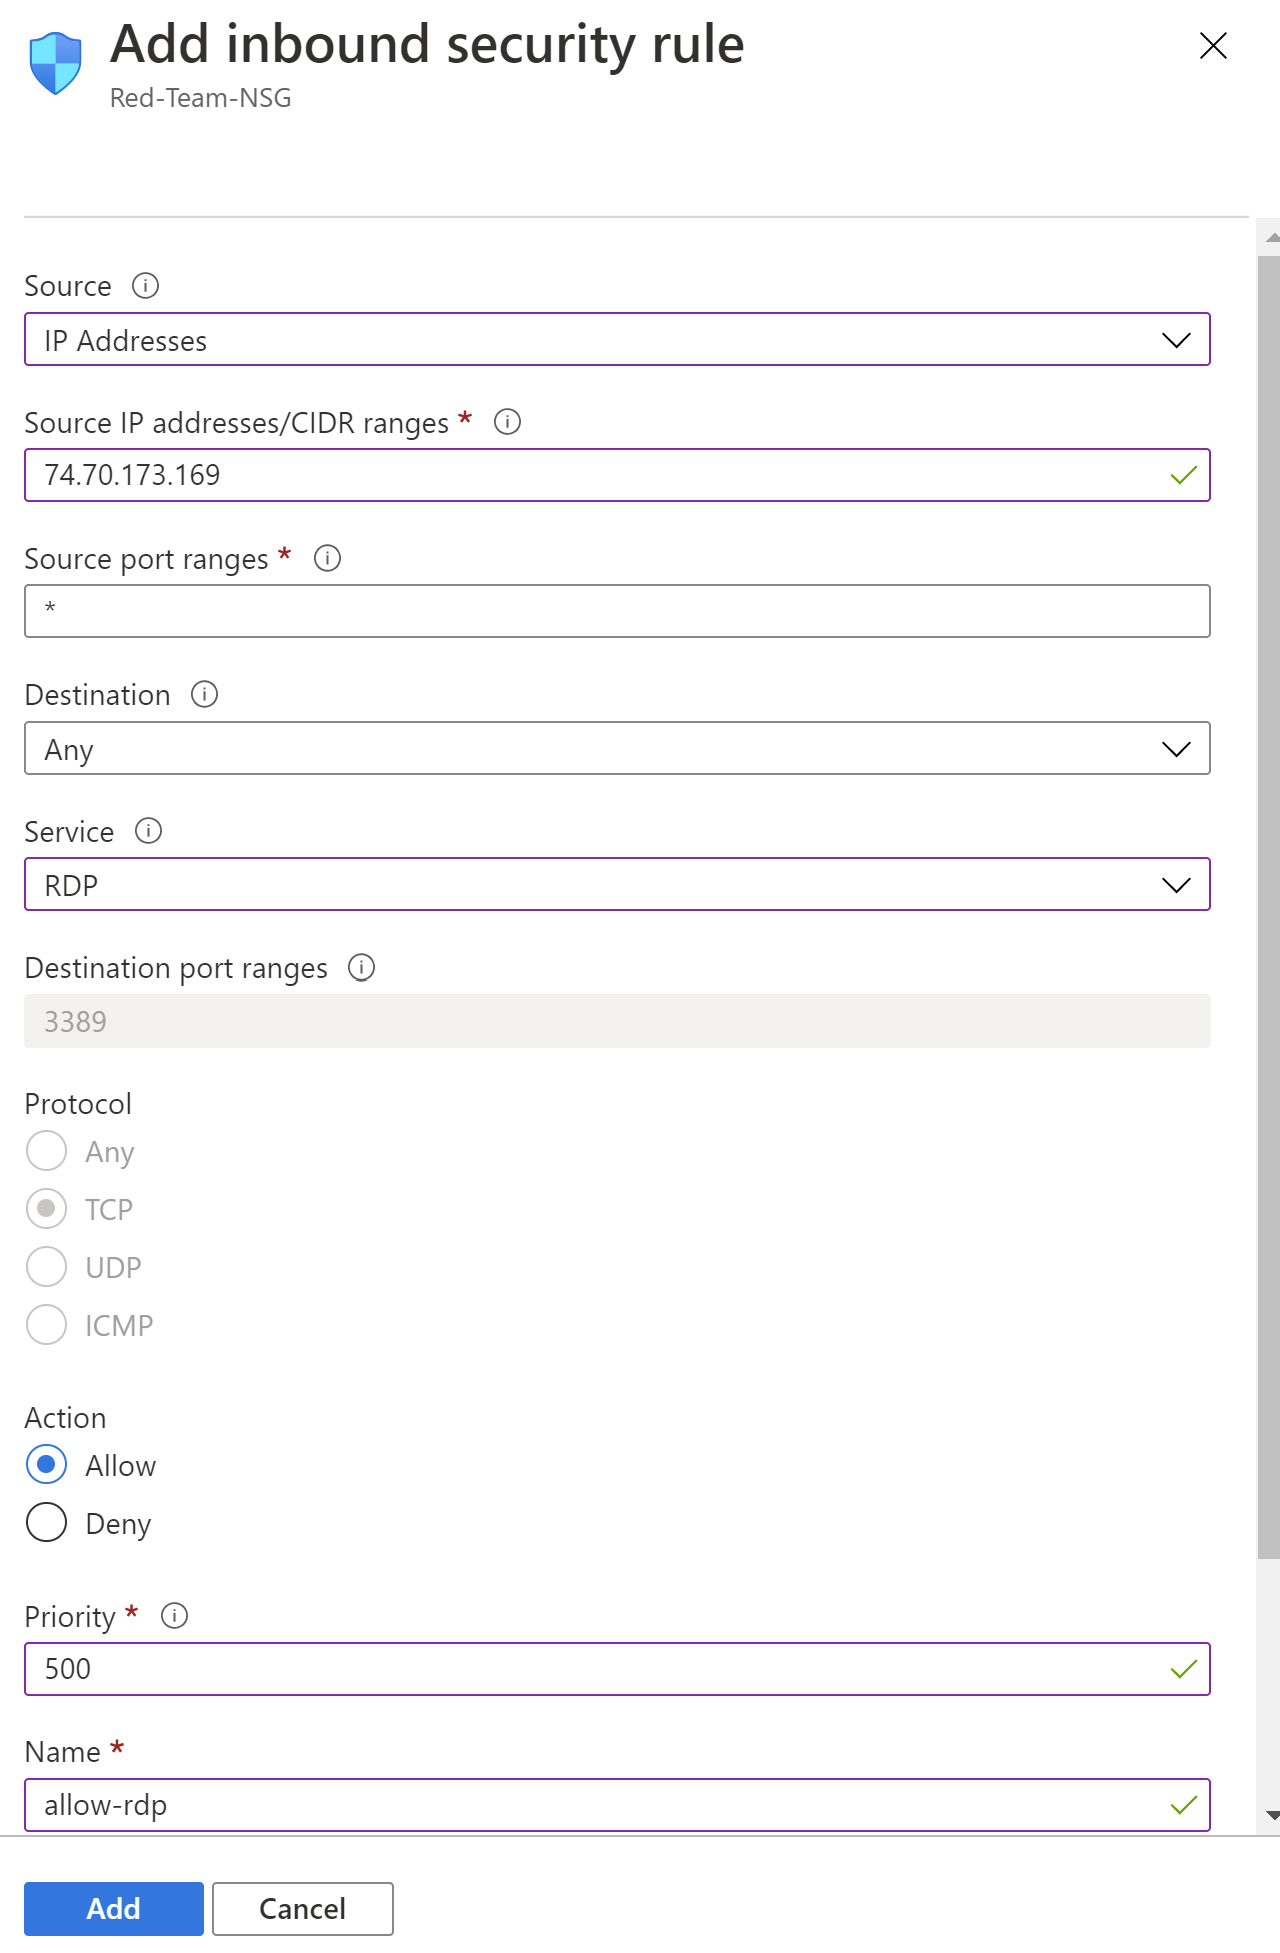 Add inbound security rule
Red-Team-NSG
Source
IP Addresses
Source IP addresses/CIDR ranges *
74.70.173.169
Source port ranges *
*
Destination
Any
Service
RDP
Destination port ranges
3389
Protocol
Any
TCP
UDP
ICMP
Action
Allow
Deny
Priority *
500
Name *
allow-rdp
Add
Cancel